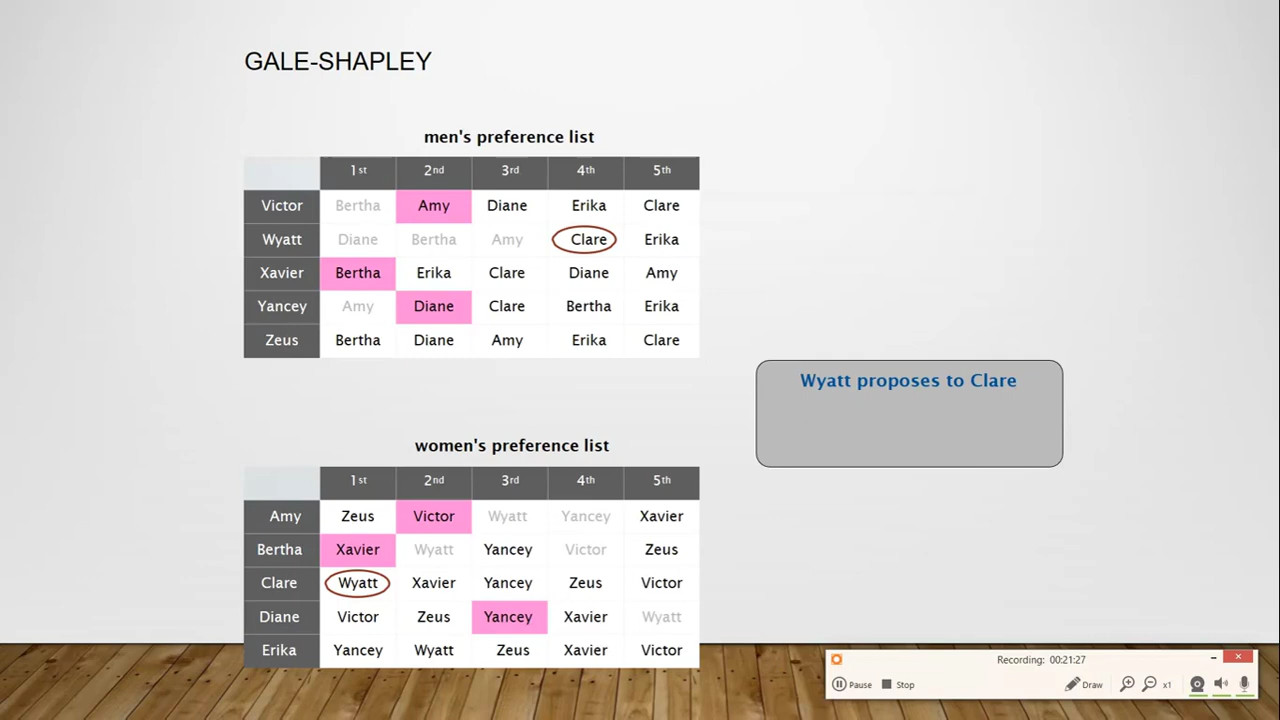 GALE-SHAPLEY
men's preference list
1st 2nd 3rd 4th 5th
Victor Bertha Amy Diane Erika Clare
Wyatt Diane Bertha Amy Clare Erika
Xavier Bertha Erika Clare Diane Amy
Yancey Amy Diane Clare Bertha Erika
Zeus Bertha Diane Amy Erika Clare
Wyatt proposes to Clare
women's preference list
1st 2nd 3rd 4th 5th
Amy Zeus Victor Wyatt Yancey Xavier
Bertha Xavier Wyatt Yancey Victor Zeus
Clare Wyatt Xavier Yancey Zeus Victor
Diane Victor Zeus Yancey Xavier Wyatt
Erika Yancey Wyatt Zeus Xavier Victor
Recording: 00:21:27
Pause Stop Draw x1